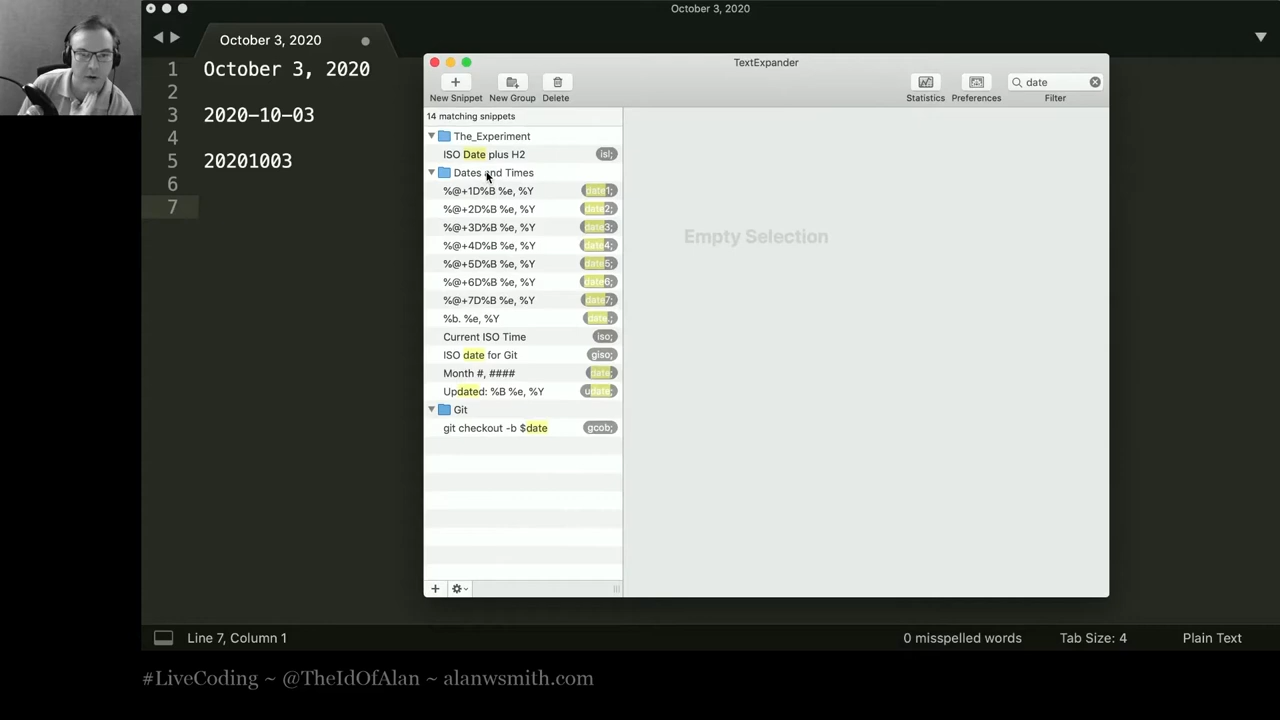 October 3, 2020
October 3, 2020
1 October 3, 2020
2
3 2020-10-03
4
5 20201003
6
7
TextExpander
New Snippet New Group Delete Statistics Preferences date Filter
14 matching snippets
The_Experiment
ISO Date plus H2 isl;
Dates and Times
%@+1D%B %e, %Y date1;
%@+2D%B %e, %Y date2;
%@+3D%B %e, %Y date3;
%@+4D%B %e, %Y date4;
%@+5D%B %e, %Y date5;
%@+6D%B %e, %Y date6;
%@+7D%B %e, %Y date7;
%b. %e, %Y date.;
Current ISO Time iso;
ISO date for Git giso;
Month #, #### date;
Updated: %B %e, %Y udate;
Git
git checkout -b $date gcob;
Empty Selection
Line 7, Column 1 0 misspelled words Tab Size: 4 Plain Text
#LiveCoding ~ @TheIdOfAlan ~ alanwsmith.com